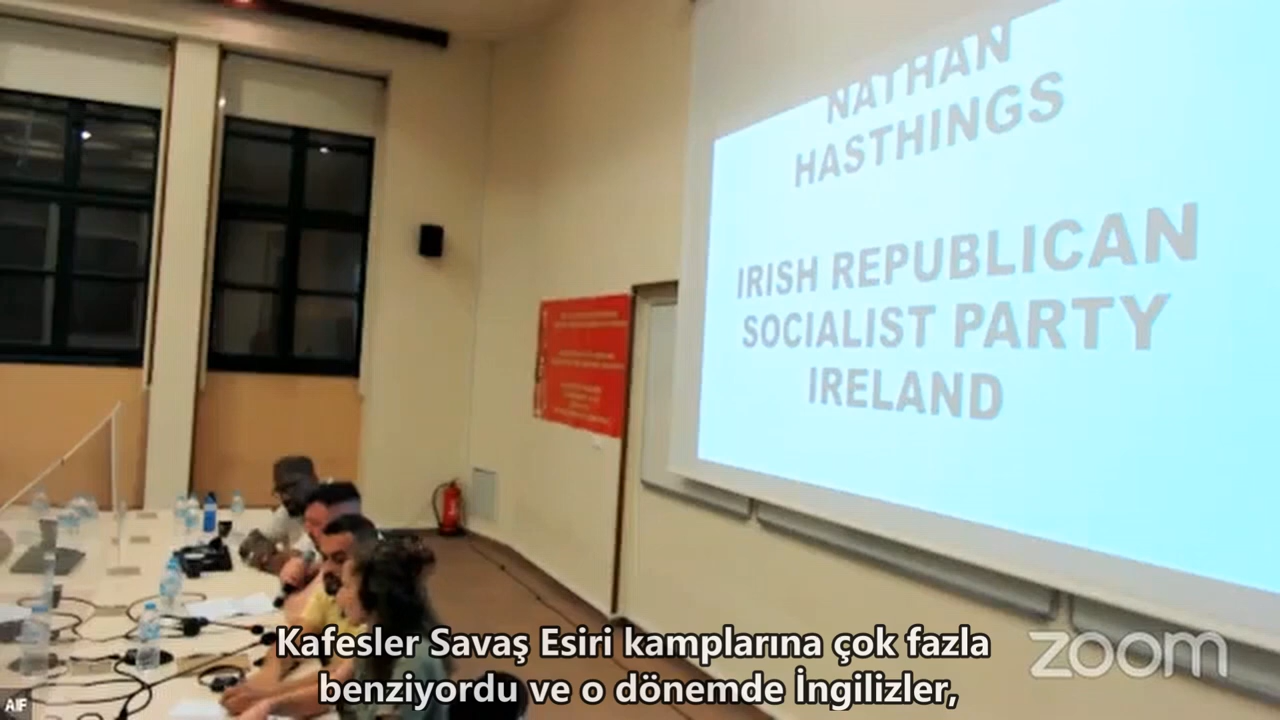 NATHAN
HASTHINGS
IRISH REPUBLICAN
SOCIALIST PARTY
IRELAND
Kafesler Savaş Esiri kamplarına çok fazla
benziyordu ve o dönemde İngilizler,
zoom
AIF